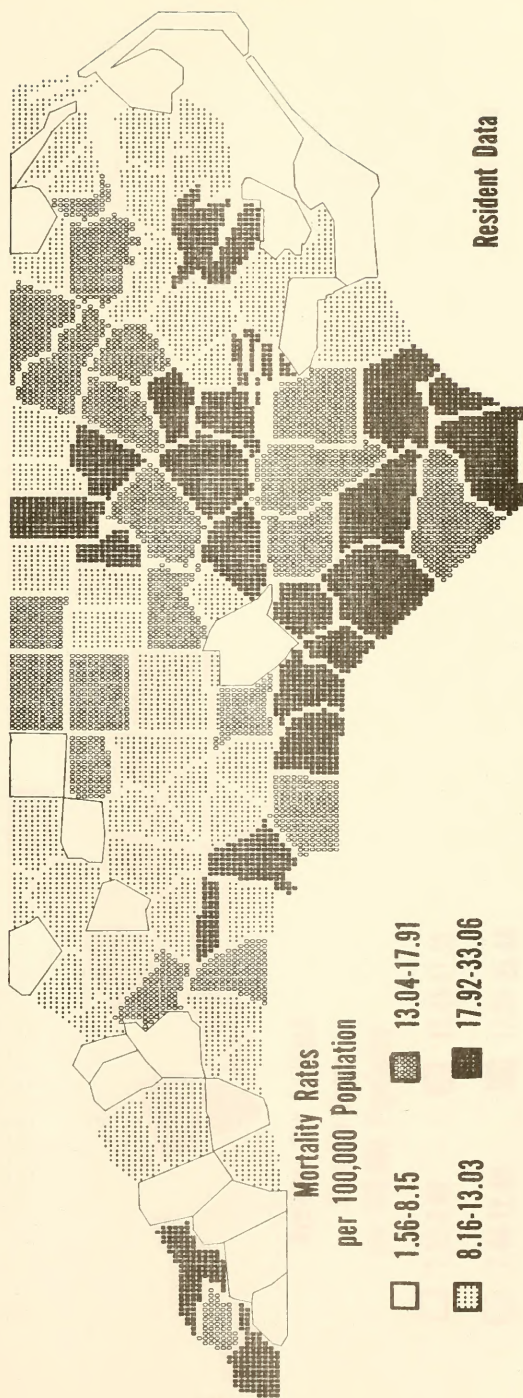 Mortality Rates
per 100,000 Population
1.56-8.15
13.04-17.91
8.16-13.03
17.92-33.06
Resident Data